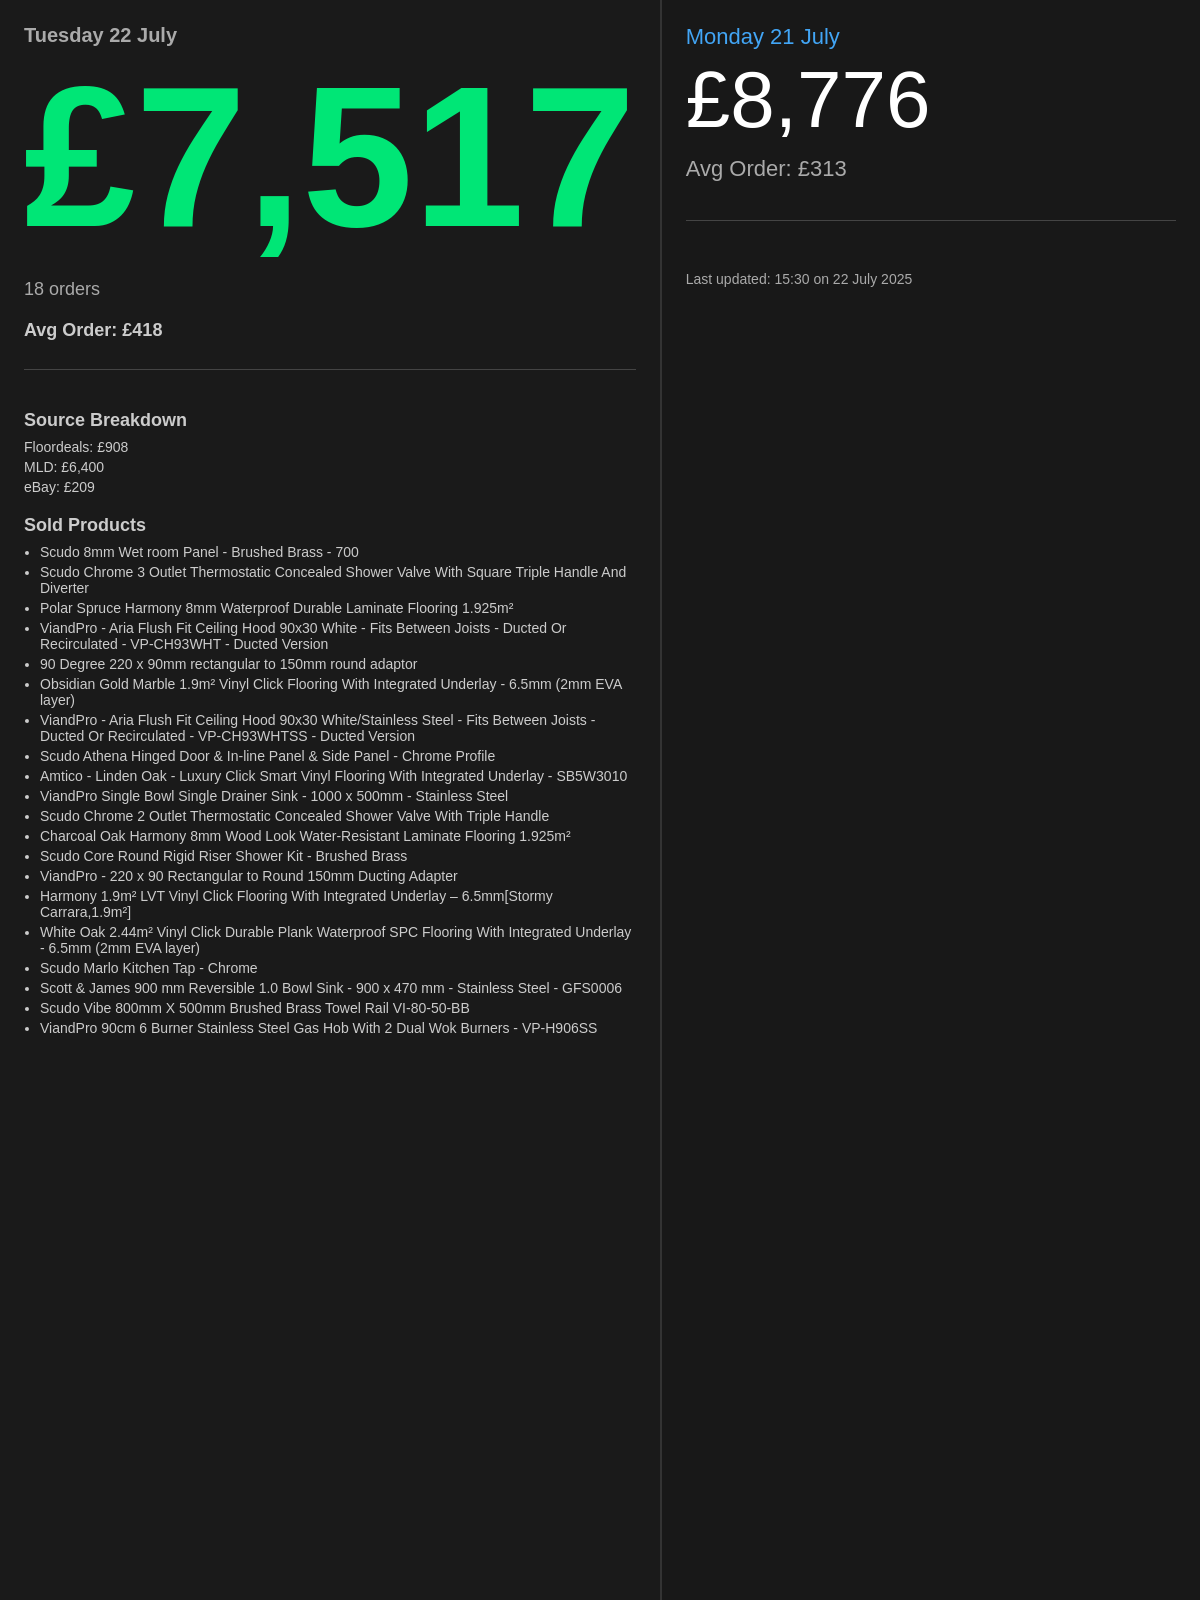 Tuesday 22 July
£7,517
18 orders
Avg Order: £418
Source Breakdown
Floordeals: £908
MLD: £6,400
eBay: £209
Sold Products
• Scudo 8mm Wet room Panel - Brushed Brass - 700
• Scudo Chrome 3 Outlet Thermostatic Concealed Shower Valve With Square Triple Handle And
Diverter
• Polar Spruce Harmony 8mm Waterproof Durable Laminate Flooring 1.925m²
• ViandPro - Aria Flush Fit Ceiling Hood 90x30 White - Fits Between Joists - Ducted Or
Recirculated - VP-CH93WHT - Ducted Version
• 90 Degree 220 x 90mm rectangular to 150mm round adaptor
• Obsidian Gold Marble 1.9m² Vinyl Click Flooring With Integrated Underlay - 6.5mm (2mm EVA
layer)
• ViandPro - Aria Flush Fit Ceiling Hood 90x30 White/Stainless Steel - Fits Between Joists -
Ducted Or Recirculated - VP-CH93WHTSS - Ducted Version
• Scudo Athena Hinged Door & In-line Panel & Side Panel - Chrome Profile
• Amtico - Linden Oak - Luxury Click Smart Vinyl Flooring With Integrated Underlay - SB5W3010
• ViandPro Single Bowl Single Drainer Sink - 1000 x 500mm - Stainless Steel
• Scudo Chrome 2 Outlet Thermostatic Concealed Shower Valve With Triple Handle
• Charcoal Oak Harmony 8mm Wood Look Water-Resistant Laminate Flooring 1.925m²
• Scudo Core Round Rigid Riser Shower Kit - Brushed Brass
• ViandPro - 220 x 90 Rectangular to Round 150mm Ducting Adapter
• Harmony 1.9m² LVT Vinyl Click Flooring With Integrated Underlay – 6.5mm[Stormy
Carrara,1.9m²]
• White Oak 2.44m² Vinyl Click Durable Plank Waterproof SPC Flooring With Integrated Underlay
- 6.5mm (2mm EVA layer)
• Scudo Marlo Kitchen Tap - Chrome
• Scott & James 900 mm Reversible 1.0 Bowl Sink - 900 x 470 mm - Stainless Steel - GFS0006
• Scudo Vibe 800mm X 500mm Brushed Brass Towel Rail VI-80-50-BB
• ViandPro 90cm 6 Burner Stainless Steel Gas Hob With 2 Dual Wok Burners - VP-H906SS
Monday 21 July
£8,776
Avg Order: £313
Last updated: 15:30 on 22 July 2025